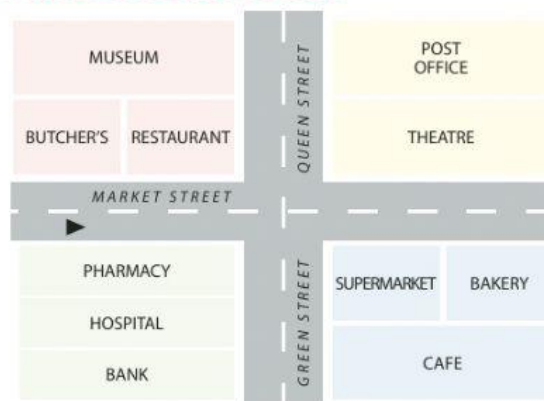 MUSEUM
BUTCHER'S
RESTAURANT
QUEEN STREET
POST
OFFICE
THEATRE
MARKET STREET
PHARMACY
HOSPITAL
BANK
GREEN STREET
SUPERMARKET
BAKERY
CAFE